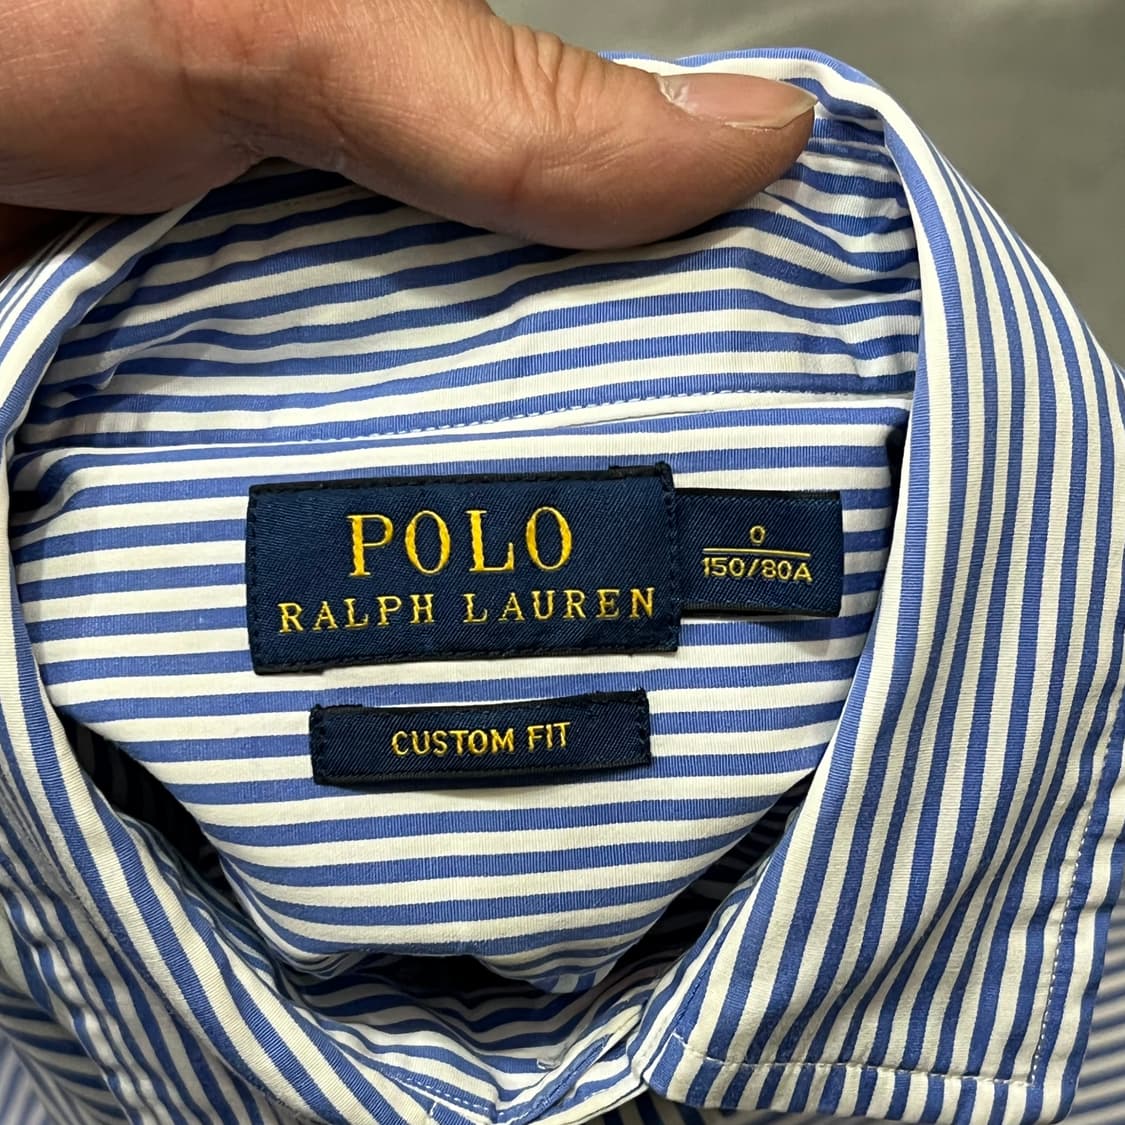 POLO
RALPH LAUREN
0
150/80A
CUSTOM FIT